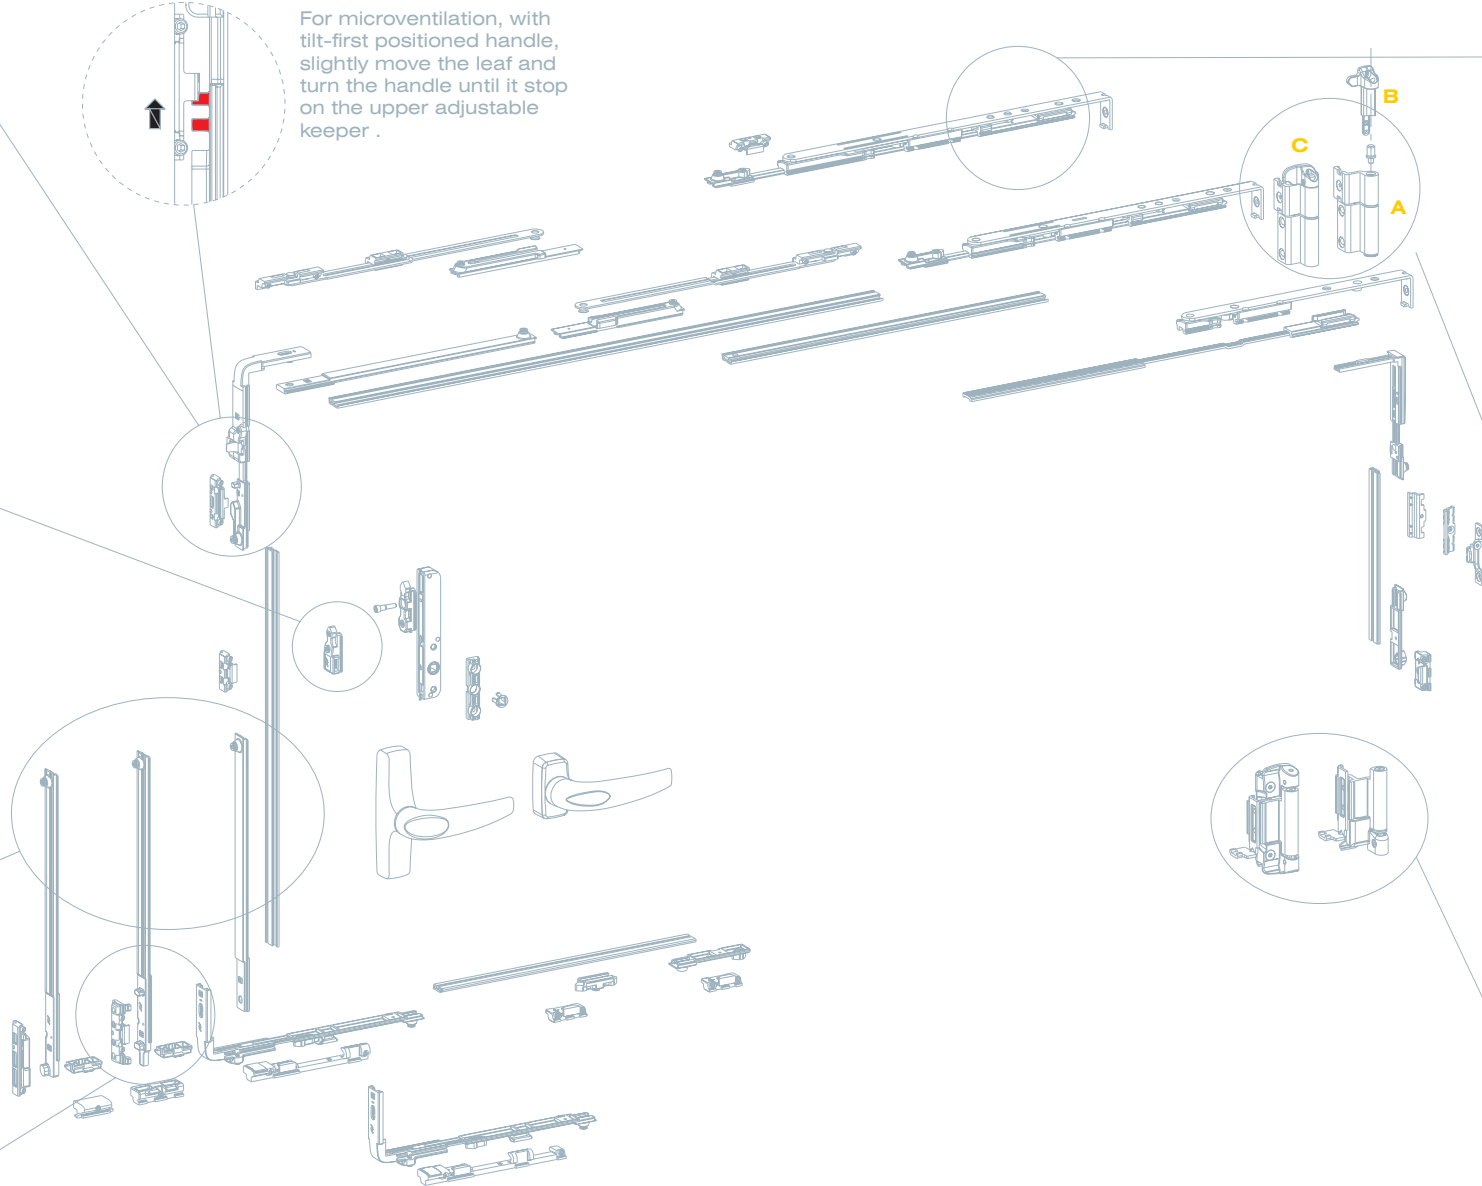 For microventilation, with
tilt-first positioned handle,
slightly move the leaf and
turn the handle until it stop
on the upper adjustable
keeper .
B
C
A